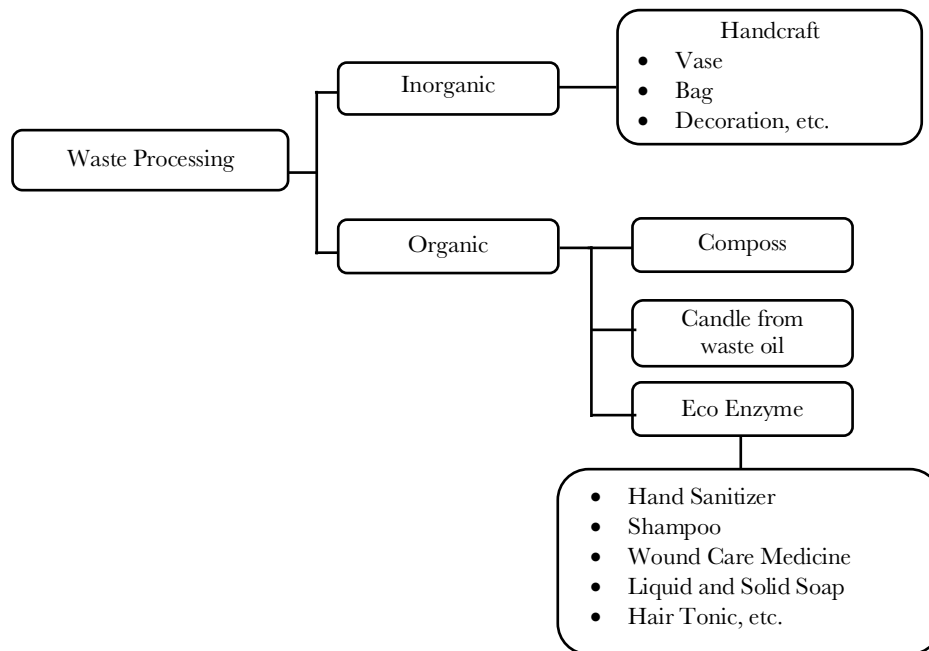 Handcraft
• Vase
• Bag
• Decoration, etc.
Inorganic
Waste Processing
Organic
Composs
Candle from
waste oil
Eco Enzyme
• Hand Sanitizer
• Shampoo
• Wound Care Medicine
• Liquid and Solid Soap
• Hair Tonic, etc.